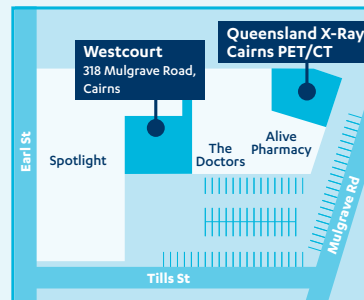 Queensland X-Ray
Cairns PET/CT
Westcourt
318 Mulgrave Road,
Cairns
Earl St
Spotlight
The
Doctors
Alive
Pharmacy
Mulgrave Rd
Tills St